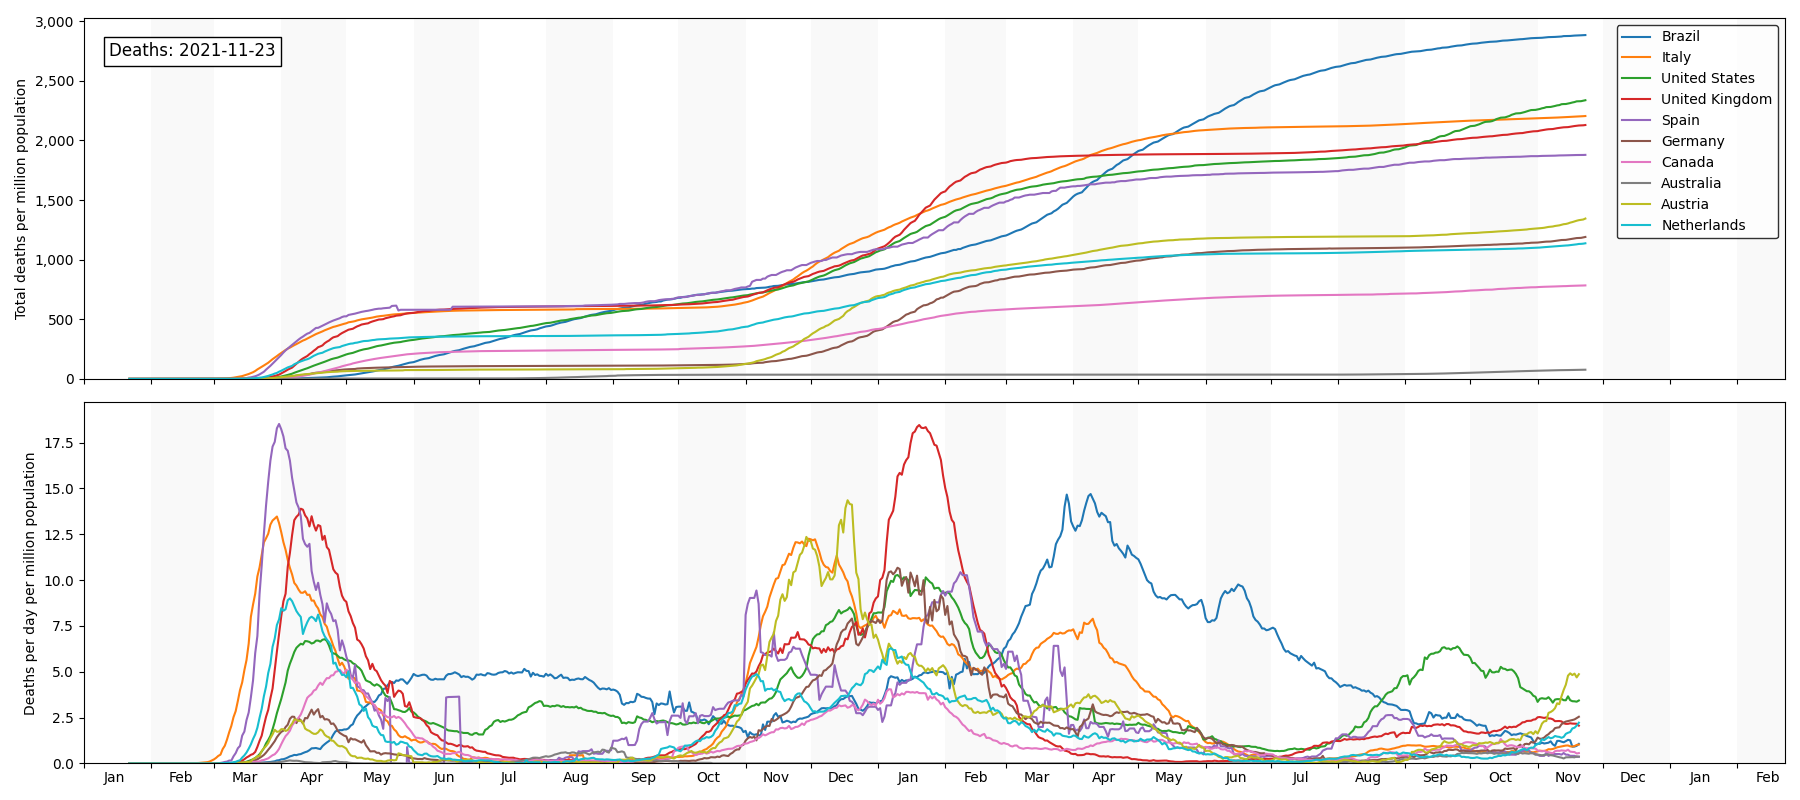 3,000
2,500
2,000
1,500
1,000
500
0
Total deaths per million population
Deaths: 2021-11-23
Brazil
Italy
United States
United Kingdom
Spain
Germany
Canada
Australia
Austria
Netherlands
17.5
15.0
12.5
10.0
7.5
5.0
2.5
0.0
Deaths per day per million population
Jan Feb Mar Apr May Jun Jul Aug Sep Oct Nov Dec Jan Feb Mar Apr May Jun Jul Aug Sep Oct Nov Dec Jan Feb